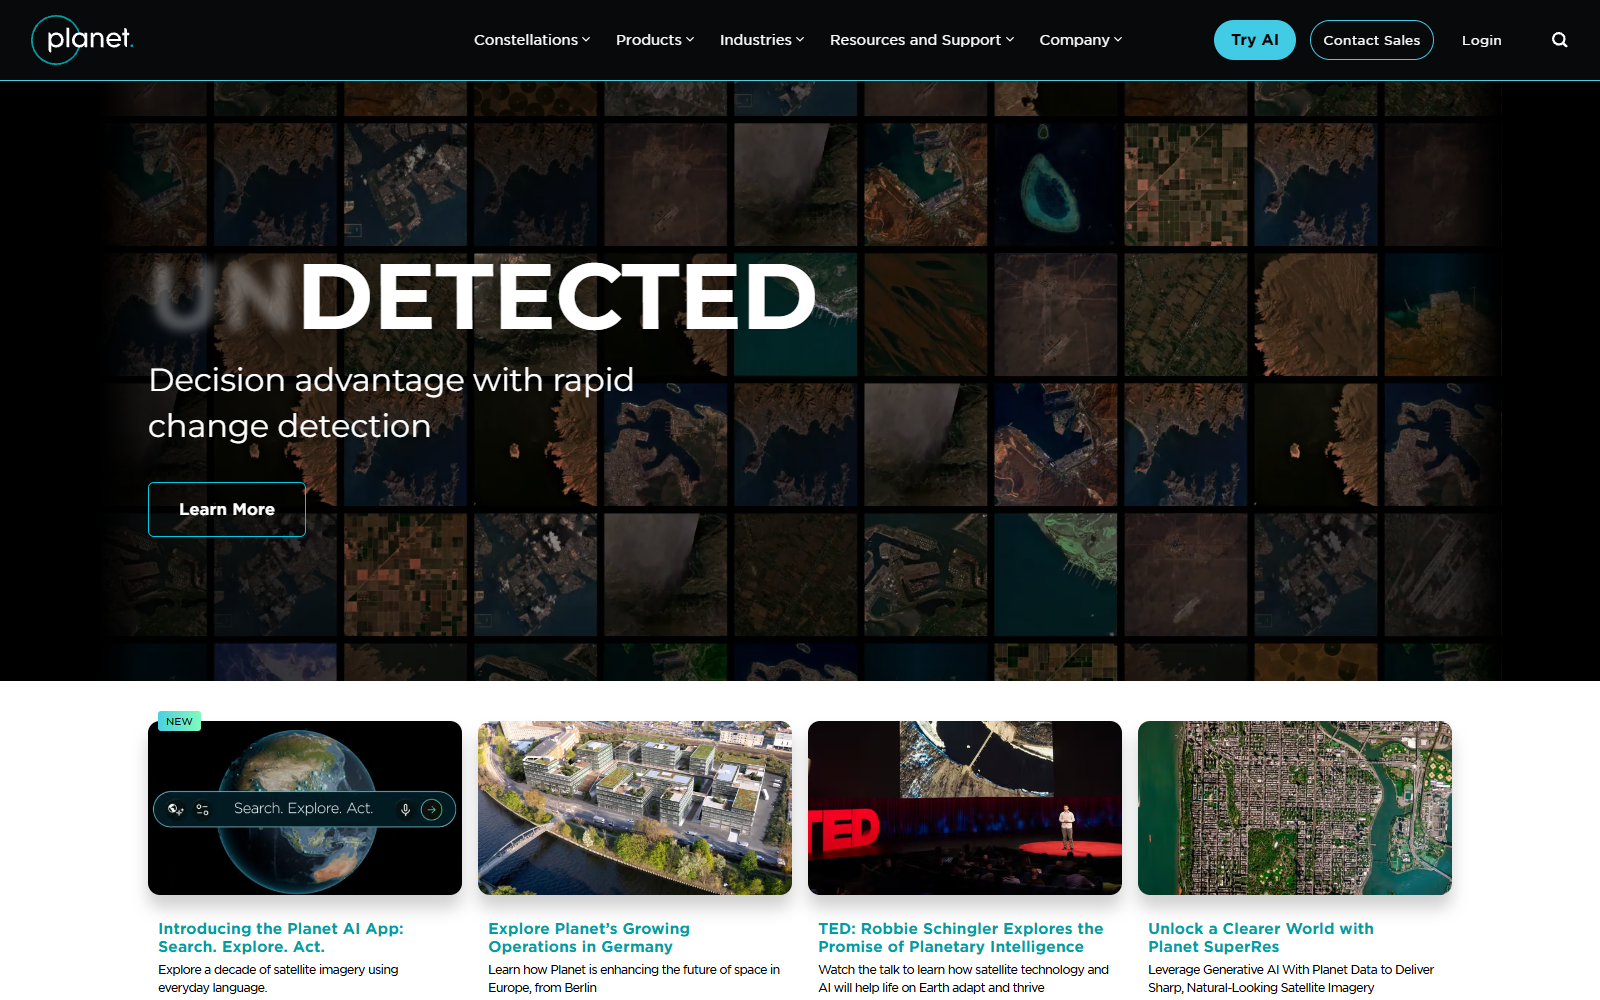 planet.
Constellations
Products
Industries
Resources and Support
Company
Try AI
Contact Sales
Login
UNDETECTED
Decision advantage with rapid
change detection
Learn More
NEW
Search. Explore. Act.
TED
Introducing the Planet AI App:
Search. Explore. Act.
Explore a decade of satellite imagery using
everyday language.
Explore Planet’s Growing
Operations in Germany
Learn how Planet is enhancing the future of space in
Europe, from Berlin
TED: Robbie Schingler Explores the
Promise of Planetary Intelligence
Watch the talk to learn how satellite technology and
AI will help life on Earth adapt and thrive
Unlock a Clearer World with
Planet SuperRes
Leverage Generative AI With Planet Data to Deliver
Sharp, Natural-Looking Satellite Imagery